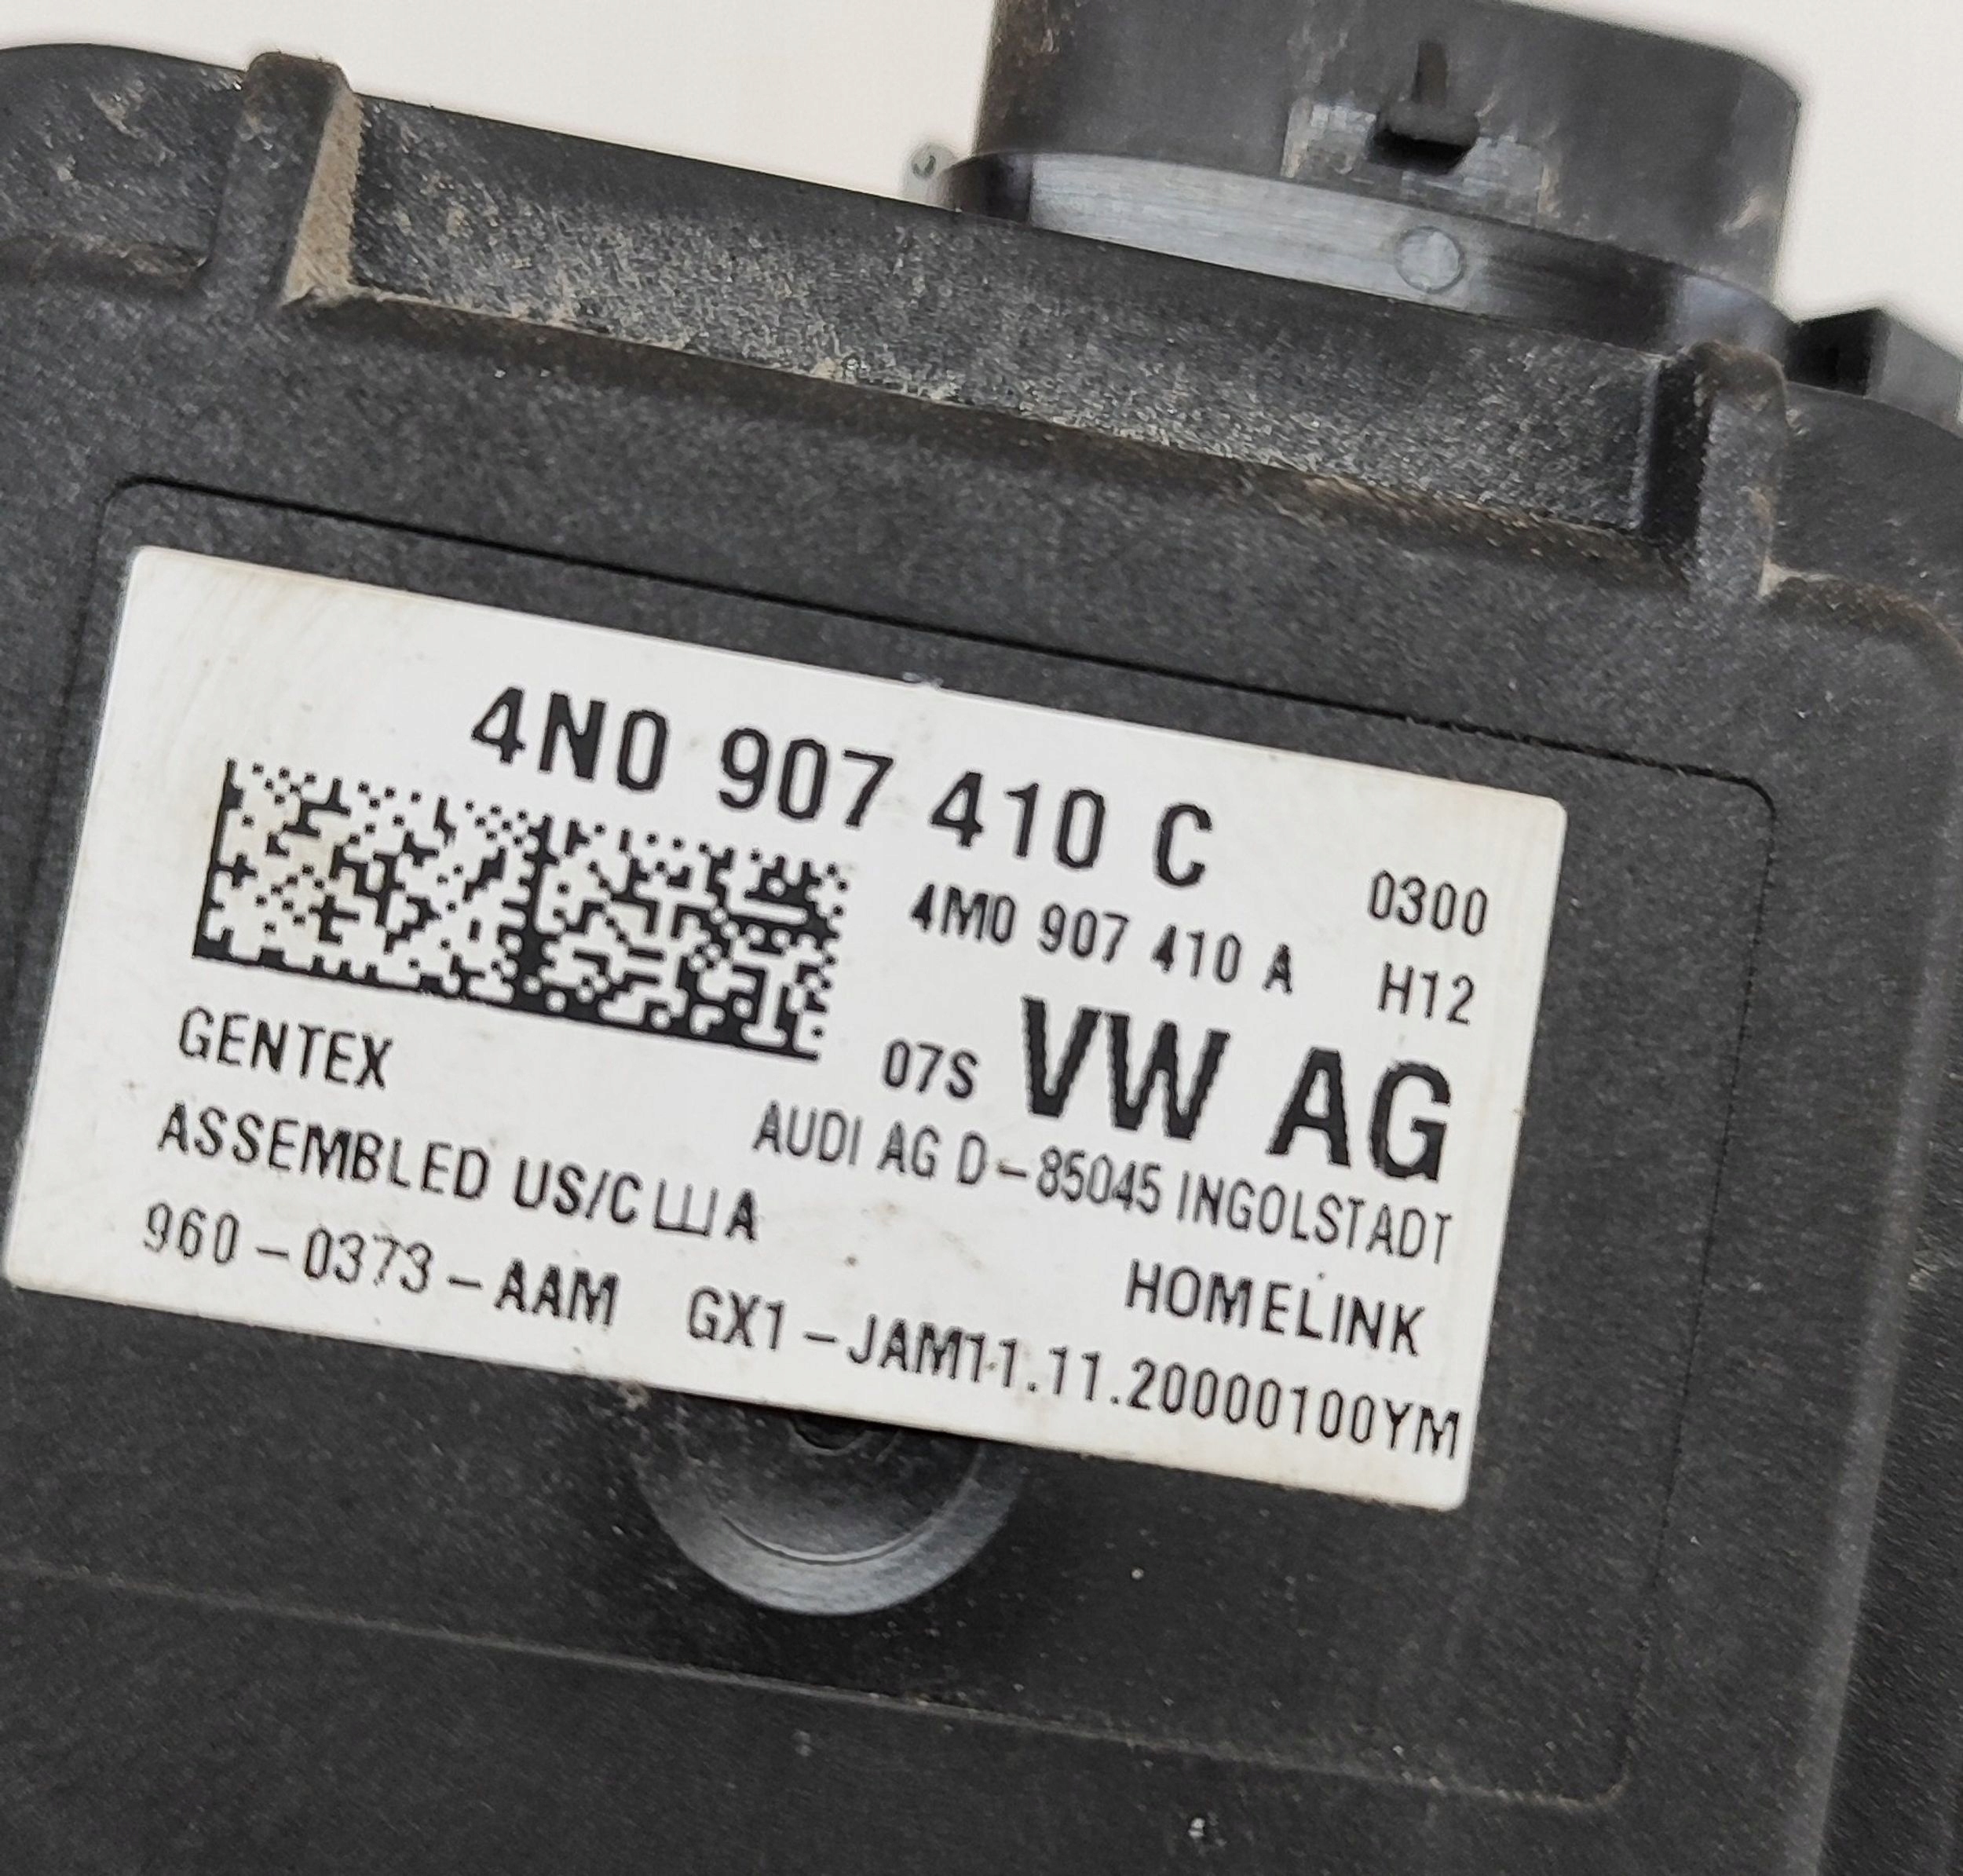 4N0 907 410 C
0300
4M0 907 410 A H12
07S VW AG
GENTEX
AUDI AG D-85045 INGOLSTADT
ASSEMBLED US/CШA
HOMELINK
960-0373-AAM GX1-JAM11.11.20000100YM